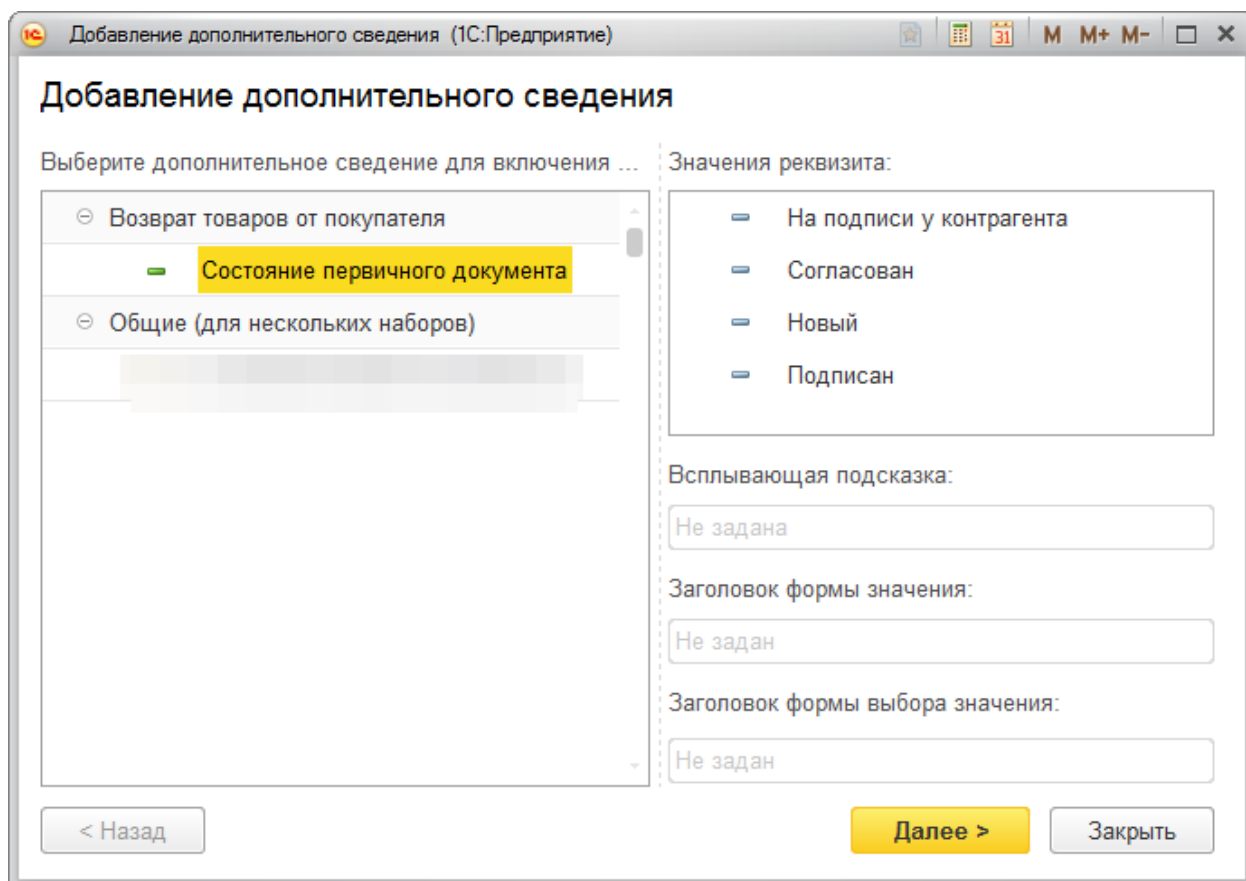 1С Добавление дополнительного сведения (1С:Предприятие) 31 M M+ M-
Добавление дополнительного сведения
Выберите дополнительное сведение для включения ...
Возврат товаров от покупателя
Состояние первичного документа
Общие (для нескольких наборов)
Значения реквизита:
На подписи у контрагента
Согласован
Новый
Подписан
Всплывающая подсказка:
Не задана
Заголовок формы значения:
Не задан
Заголовок формы выбора значения:
Не задан
< Назад
Далее >
Закрыть